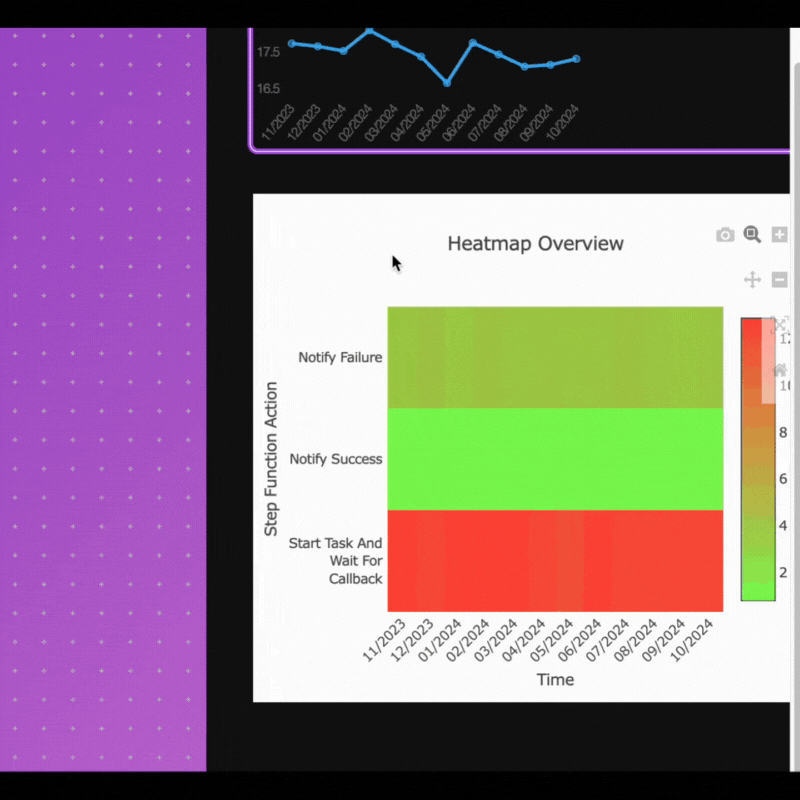 17.5
16.5
11/2023 12/2023 01/2024 02/2024 03/2024 04/2024 05/2024 06/2024 07/2024 08/2024 09/2024 10/2024
Heatmap Overview
Step Function Action
Notify Failure
Notify Success
Start Task And
Wait For
Callback
8
6
4
2
11/2023 12/2023 01/2024 02/2024 03/2024 04/2024 05/2024 06/2024 07/2024 08/2024 09/2024 10/2024
Time